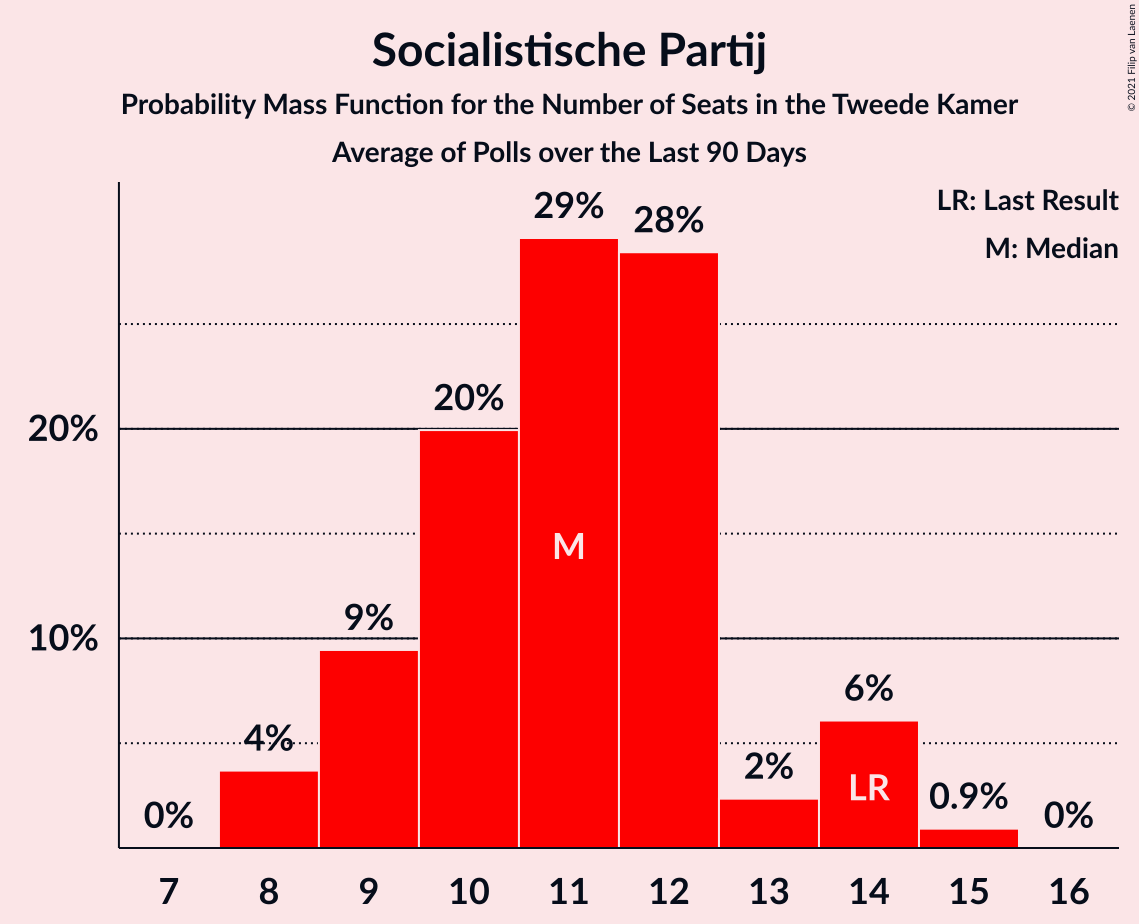 Socialistische Partij
Probability Mass Function for the Number of Seats in the Tweede Kamer
Average of Polls over the Last 90 Days
© 2021 Filip van Laenen
LR: Last Result
M: Median
29%
28%
20%
20%
M
10%
9%
6%
4%
2%
LR
0.9%
0%
0%
7 8 9 10 11 12 13 14 15 16